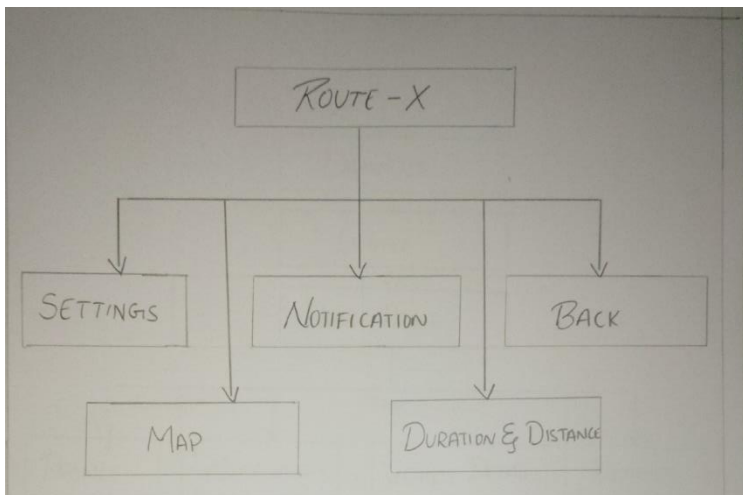 ROUTE-X
SETTINGS
NOTIFICATION
BACK
MAP
DURATION & DISTANCE